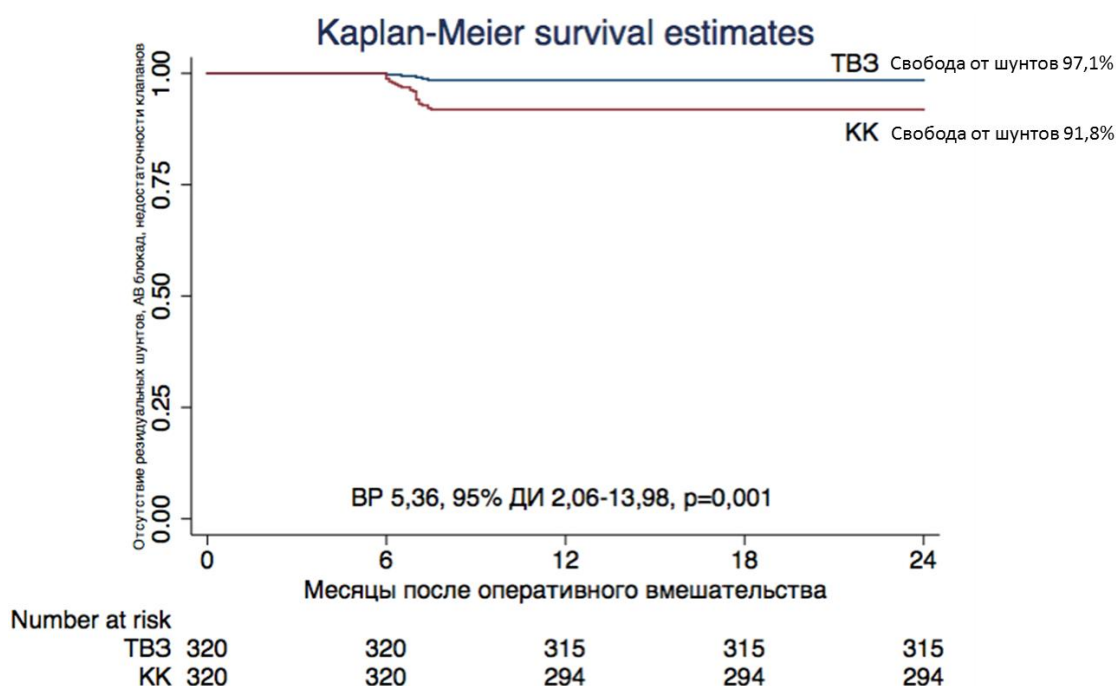 Kaplan-Meier survival estimates
ТВЗ Свобода от шунтов 97,1%
КК Свобода от шунтов 91,8%
Отсутствие резидуальных шунтов, АВ блокад, недостаточности клапанов
1.00
0.75
0.50
0.25
0.00
ВР 5,36, 95% ДИ 2,06-13,98, p=0,001
0 6 12 18 24
Месяцы после оперативного вмешательства
Number at risk
ТВЗ 320 320 315 315 315
КК 320 320 294 294 294